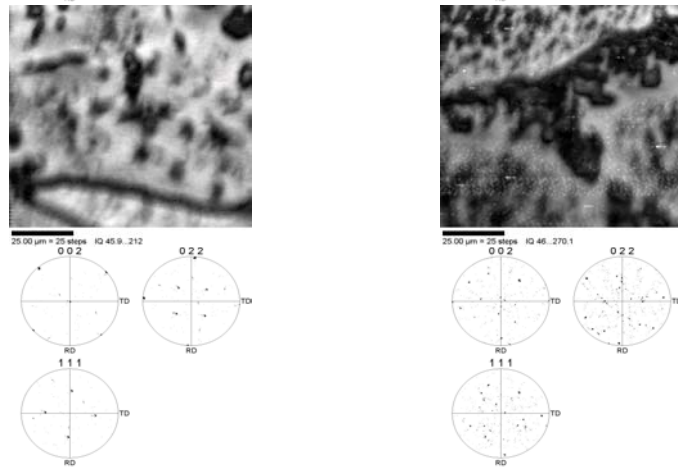 25.00 µm = 25 steps IQ 45.9...212
0 0 2
0 2 2
TD
TD
RD
RD
1 1 1
TD
RD
25.00 µm = 25 steps IQ 46...270.1
0 0 2
0 2 2
TD
TD
RD
RD
1 1 1
TD
RD